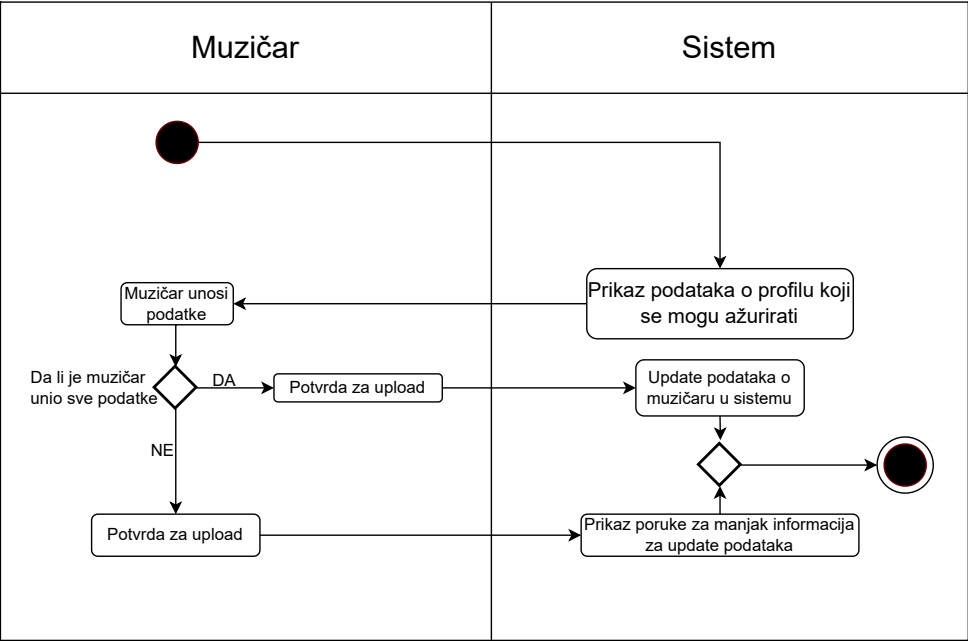 Muzičar
Sistem
Muzičar unosi
podatke
Prikaz podataka o profilu koji
se mogu ažurirati
Da li je muzičar
unio sve podatke
DA
Potvrda za upload
Update podataka o
muzičaru u sistemu
NE
Potvrda za upload
Prikaz poruke za manjak informacija
za update podataka